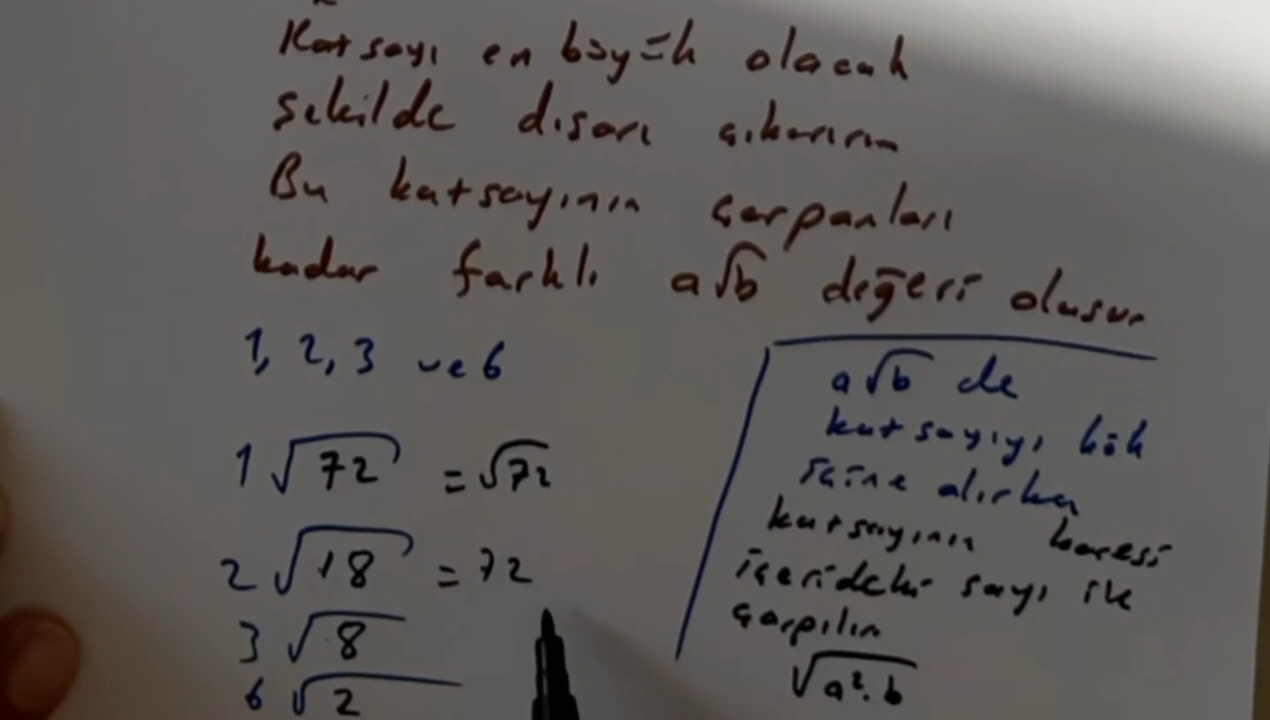 Katsayı en büyük olacak
şekilde dışarı çıkarırım
Bu katsayının çarpanları
kadar farklı a√b değeri oluşur
1, 2, 3 ve 6
1√72 = √72
2√18 = 72
3√8
6√2
a√b de
katsayıyı kök
içine alırken
katsayının karesi
içerideki sayı ile
çarpılır
√a².b